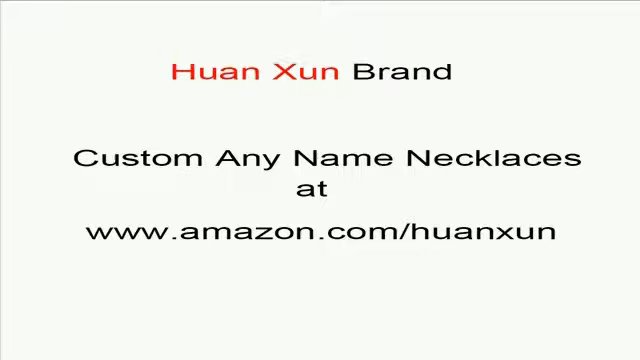 Huan Xun Brand
Custom Any Name Necklaces
at
www.amazon.com/huanxun